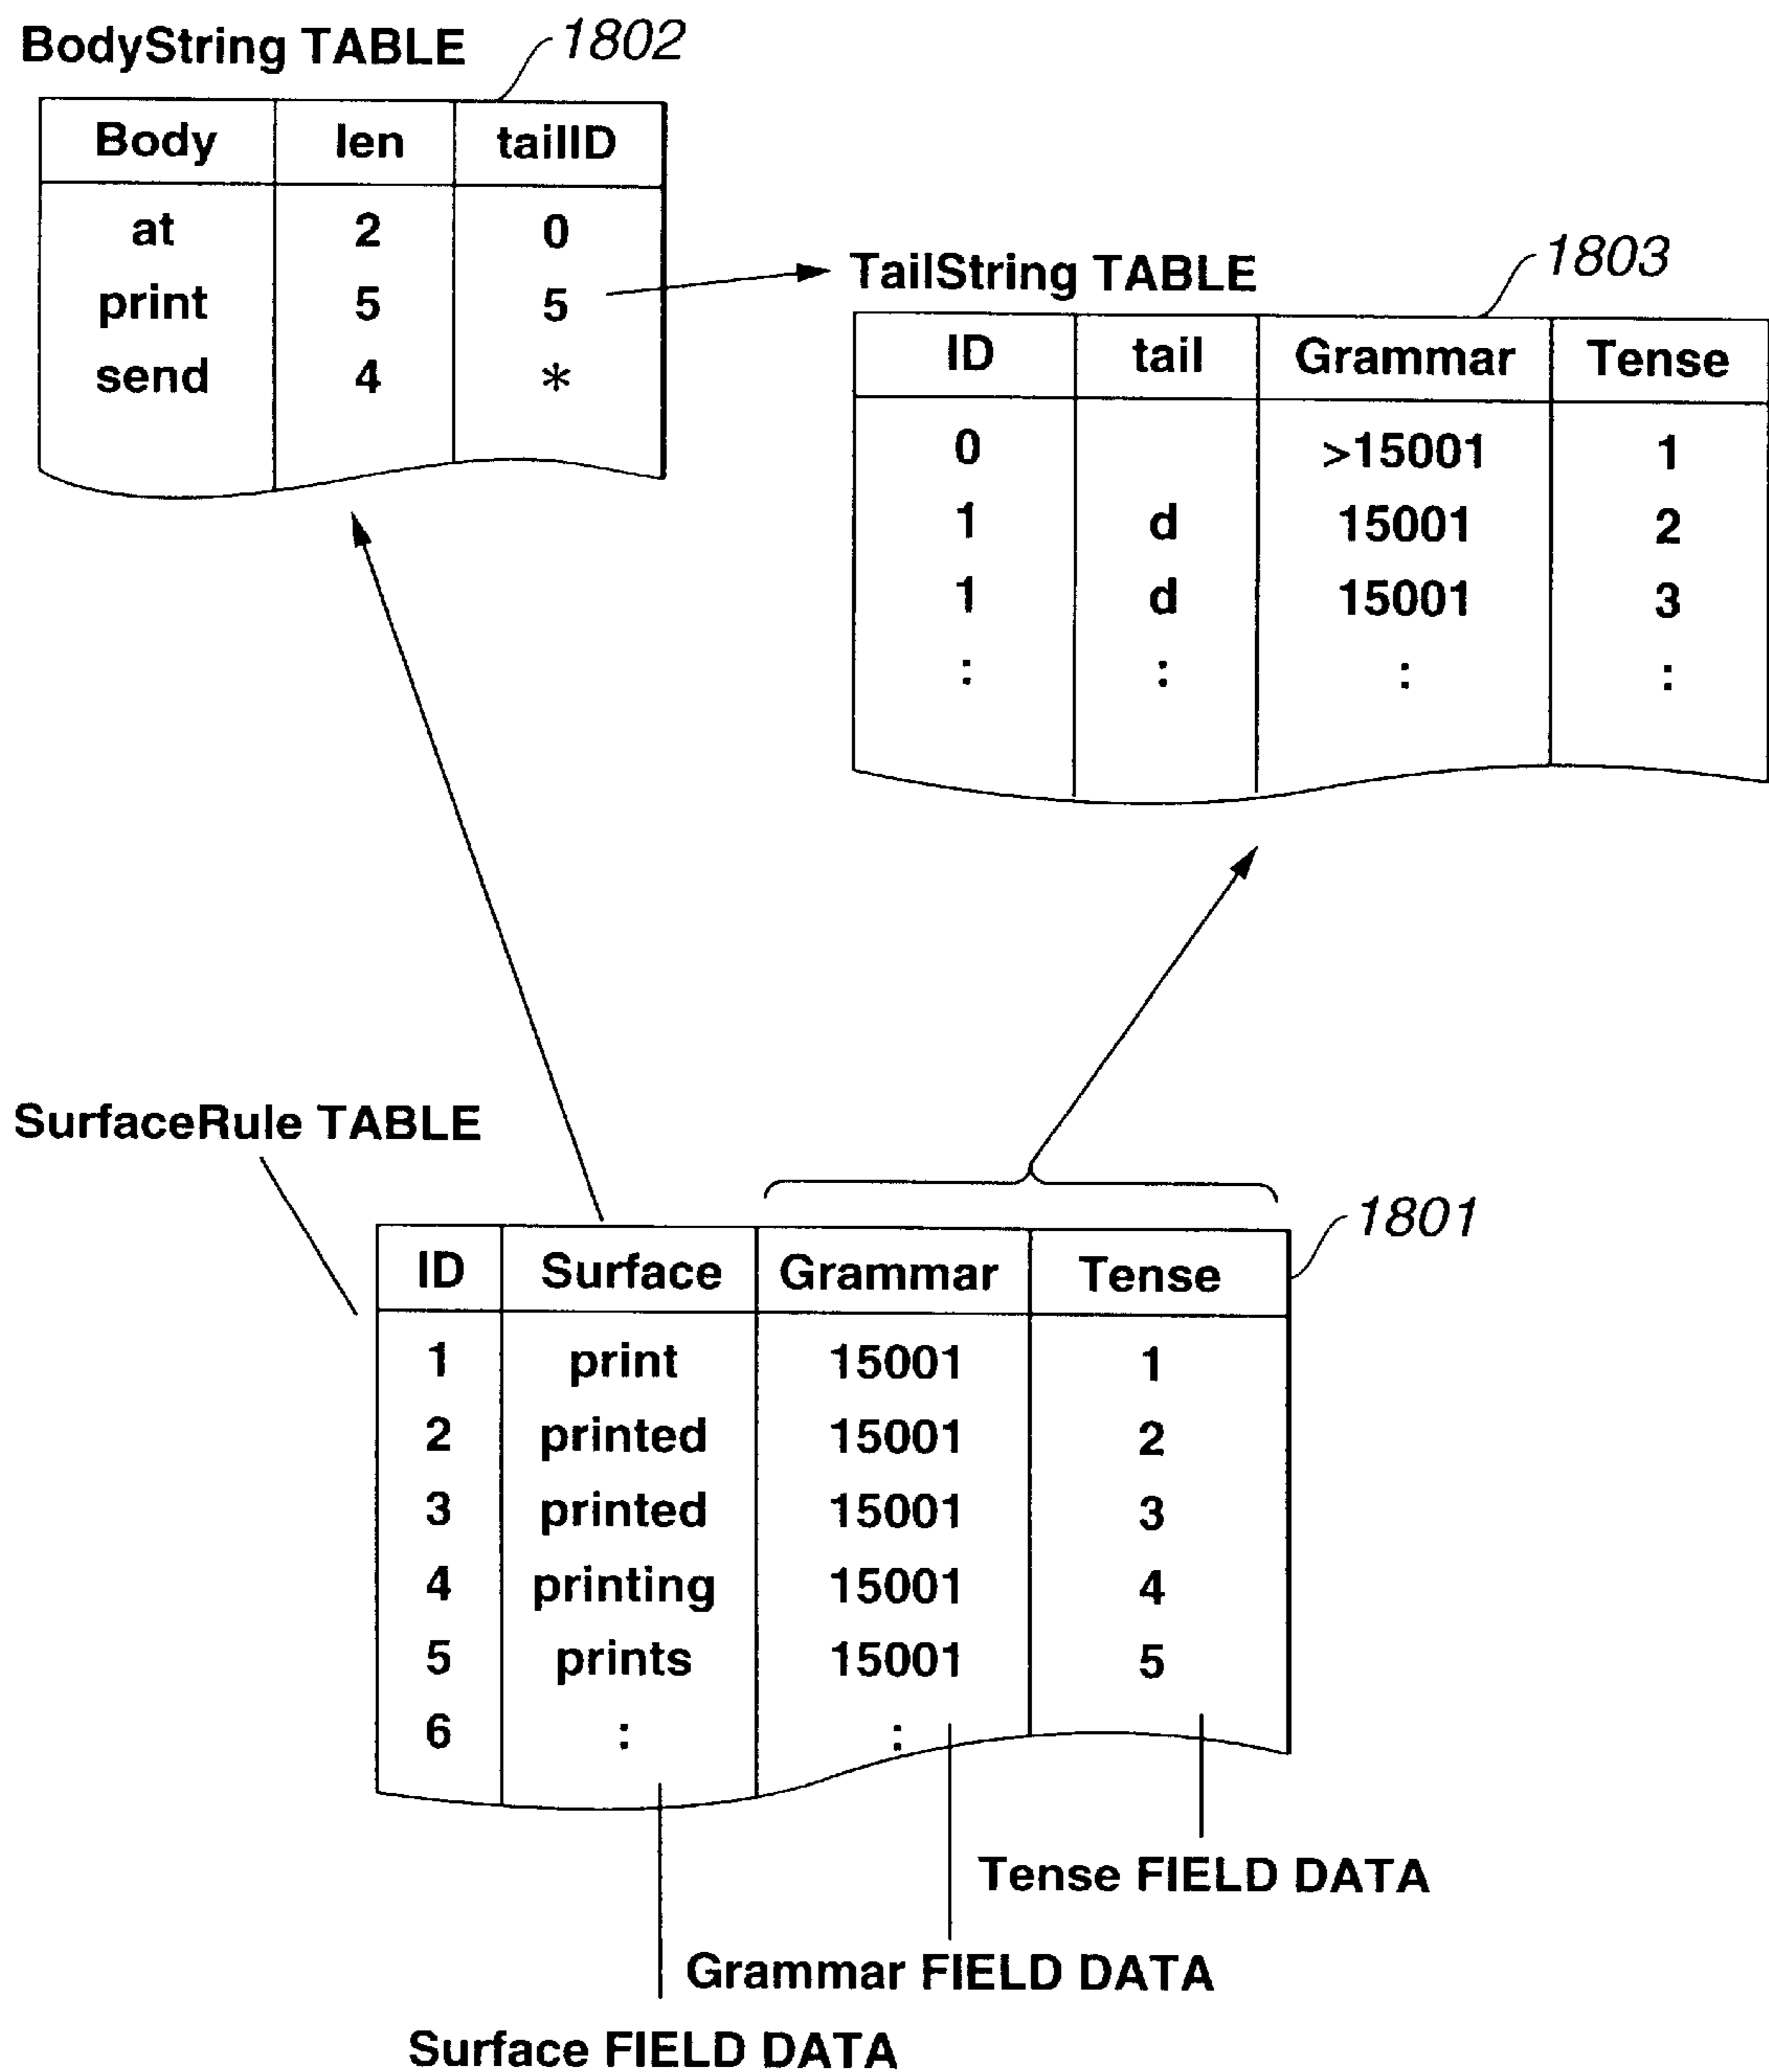 BodyString TABLE 1802
Body len tailID
at 2 0
print 5 5
send 4 *
TailString TABLE 1803
ID tail Grammar Tense
0 >15001 1
1 d 15001 2
1 d 15001 3
: : : :
SurfaceRule TABLE
1801
ID Surface Grammar Tense
1 print 15001 1
2 printed 15001 2
3 printed 15001 3
4 printing 15001 4
5 prints 15001 5
6 : :
Tense FIELD DATA
Grammar FIELD DATA
Surface FIELD DATA